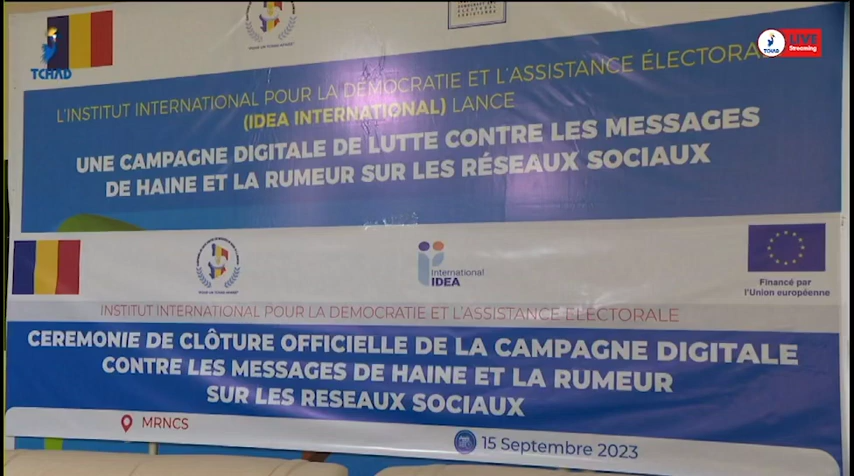 TCHAD
LIVE
Streaming
L'INSTITUT INTERNATIONAL POUR LA DÉMOCRATIE ET L'ASSISTANCE ÉLECTORALE
(IDEA INTERNATIONAL) LANCE
UNE CAMPAGNE DIGITALE DE LUTTE CONTRE LES MESSAGES
DE HAINE ET LA RUMEUR SUR LES RÉSEAUX SOCIAUX
International
IDEA
Financé par
l'Union européenne
INSTITUT INTERNATIONAL POUR LA DEMOCRATIE ET L'ASSISTANCE ELECTORALE
CEREMONIE DE CLÔTURE OFFICIELLE DE LA CAMPAGNE DIGITALE
CONTRE LES MESSAGES DE HAINE ET LA RUMEUR
SUR LES RESEAUX SOCIAUX
MRNCS
15 Septembre 2023